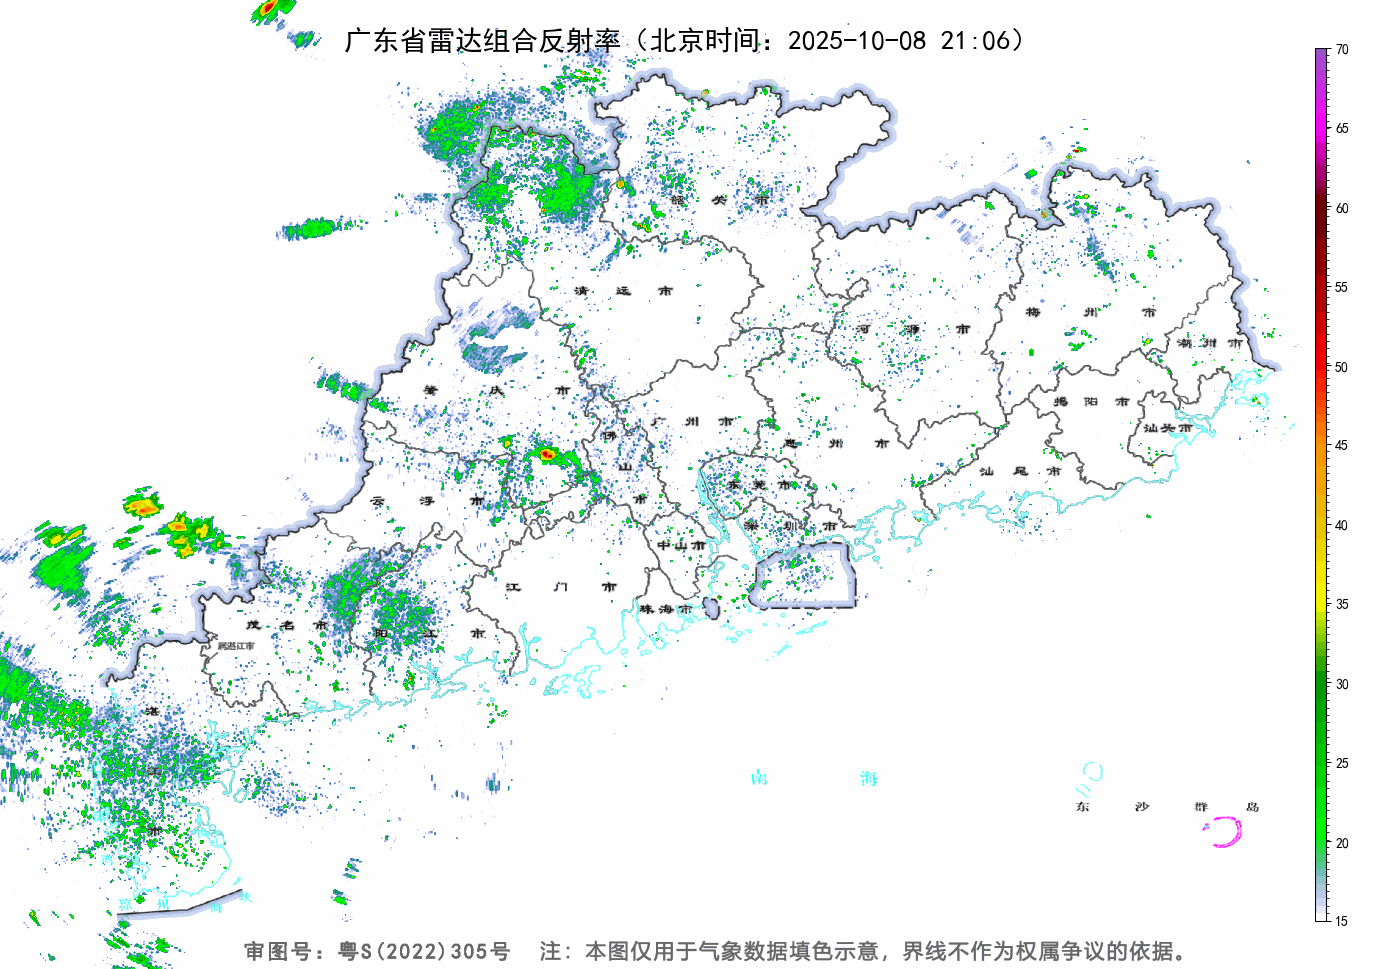 广东省雷达组合反射率（北京时间：2025-10-08 21:06）
70
65
60
55
50
45
40
35
30
25
20
15
韶关市
清远市
河源市
梅州市
潮州市
肇庆市
广州市
佛山市
惠州市
揭阳市
汕头市
汕尾市
云浮市
东莞市
深圳市
中山市
江门市
珠海市
茂名市
阳江市
属湛江市
湛江市
南海
东沙群岛
琼州海峡
审图号：粤S(2022)305号 注：本图仅用于气象数据填色示意，界线不作为权属争议的依据。